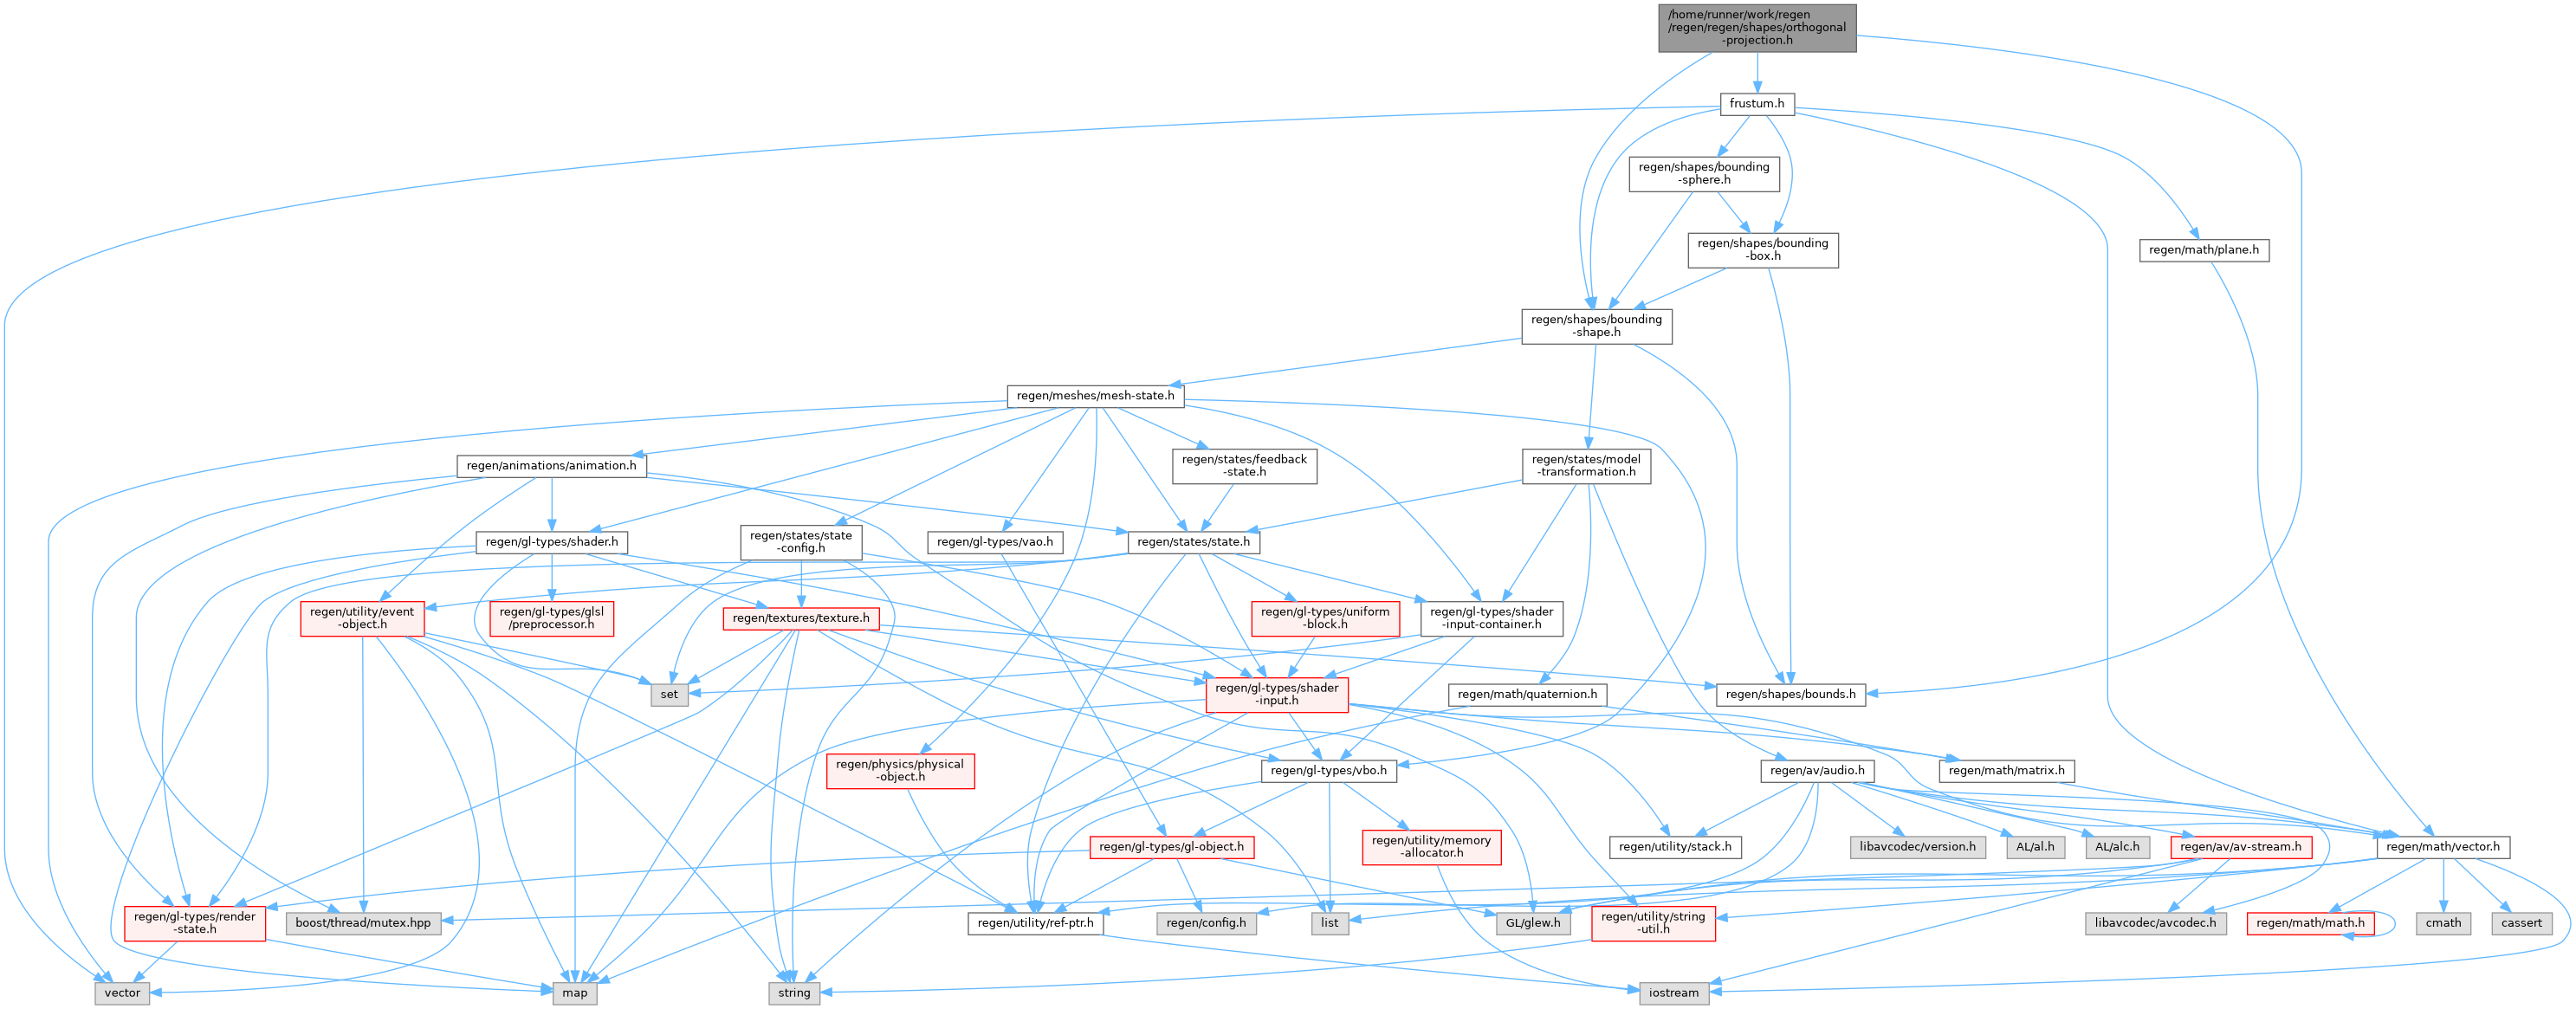 /home/runner/work/regen
/regen/regen/shapes/orthogonal
-projection.h
frustum.h
regen/shapes/bounding
-sphere.h
regen/shapes/bounding
-box.h
regen/math/plane.h
regen/shapes/bounding
-shape.h
regen/meshes/mesh-state.h
regen/animations/animation.h
regen/states/feedback
-state.h
regen/states/model
-transformation.h
regen/gl-types/shader.h
regen/states/state
-config.h
regen/gl-types/vao.h
regen/states/state.h
regen/utility/event
-object.h
regen/gl-types/glsl
/preprocessor.h
regen/textures/texture.h
regen/gl-types/uniform
-block.h
regen/gl-types/shader
-input-container.h
set
regen/gl-types/shader
-input.h
regen/math/quaternion.h
regen/shapes/bounds.h
regen/physics/physical
-object.h
regen/gl-types/vbo.h
regen/av/audio.h
regen/math/matrix.h
regen/gl-types/gl-object.h
regen/utility/memory
-allocator.h
regen/utility/stack.h
libavcodec/version.h
AL/al.h
AL/alc.h
regen/av/av-stream.h
regen/math/vector.h
regen/gl-types/render
-state.h
boost/thread/mutex.hpp
regen/utility/ref-ptr.h
regen/config.h
list
GL/glew.h
regen/utility/string
-util.h
libavcodec/avcodec.h
regen/math/math.h
cmath
cassert
vector
map
string
iostream